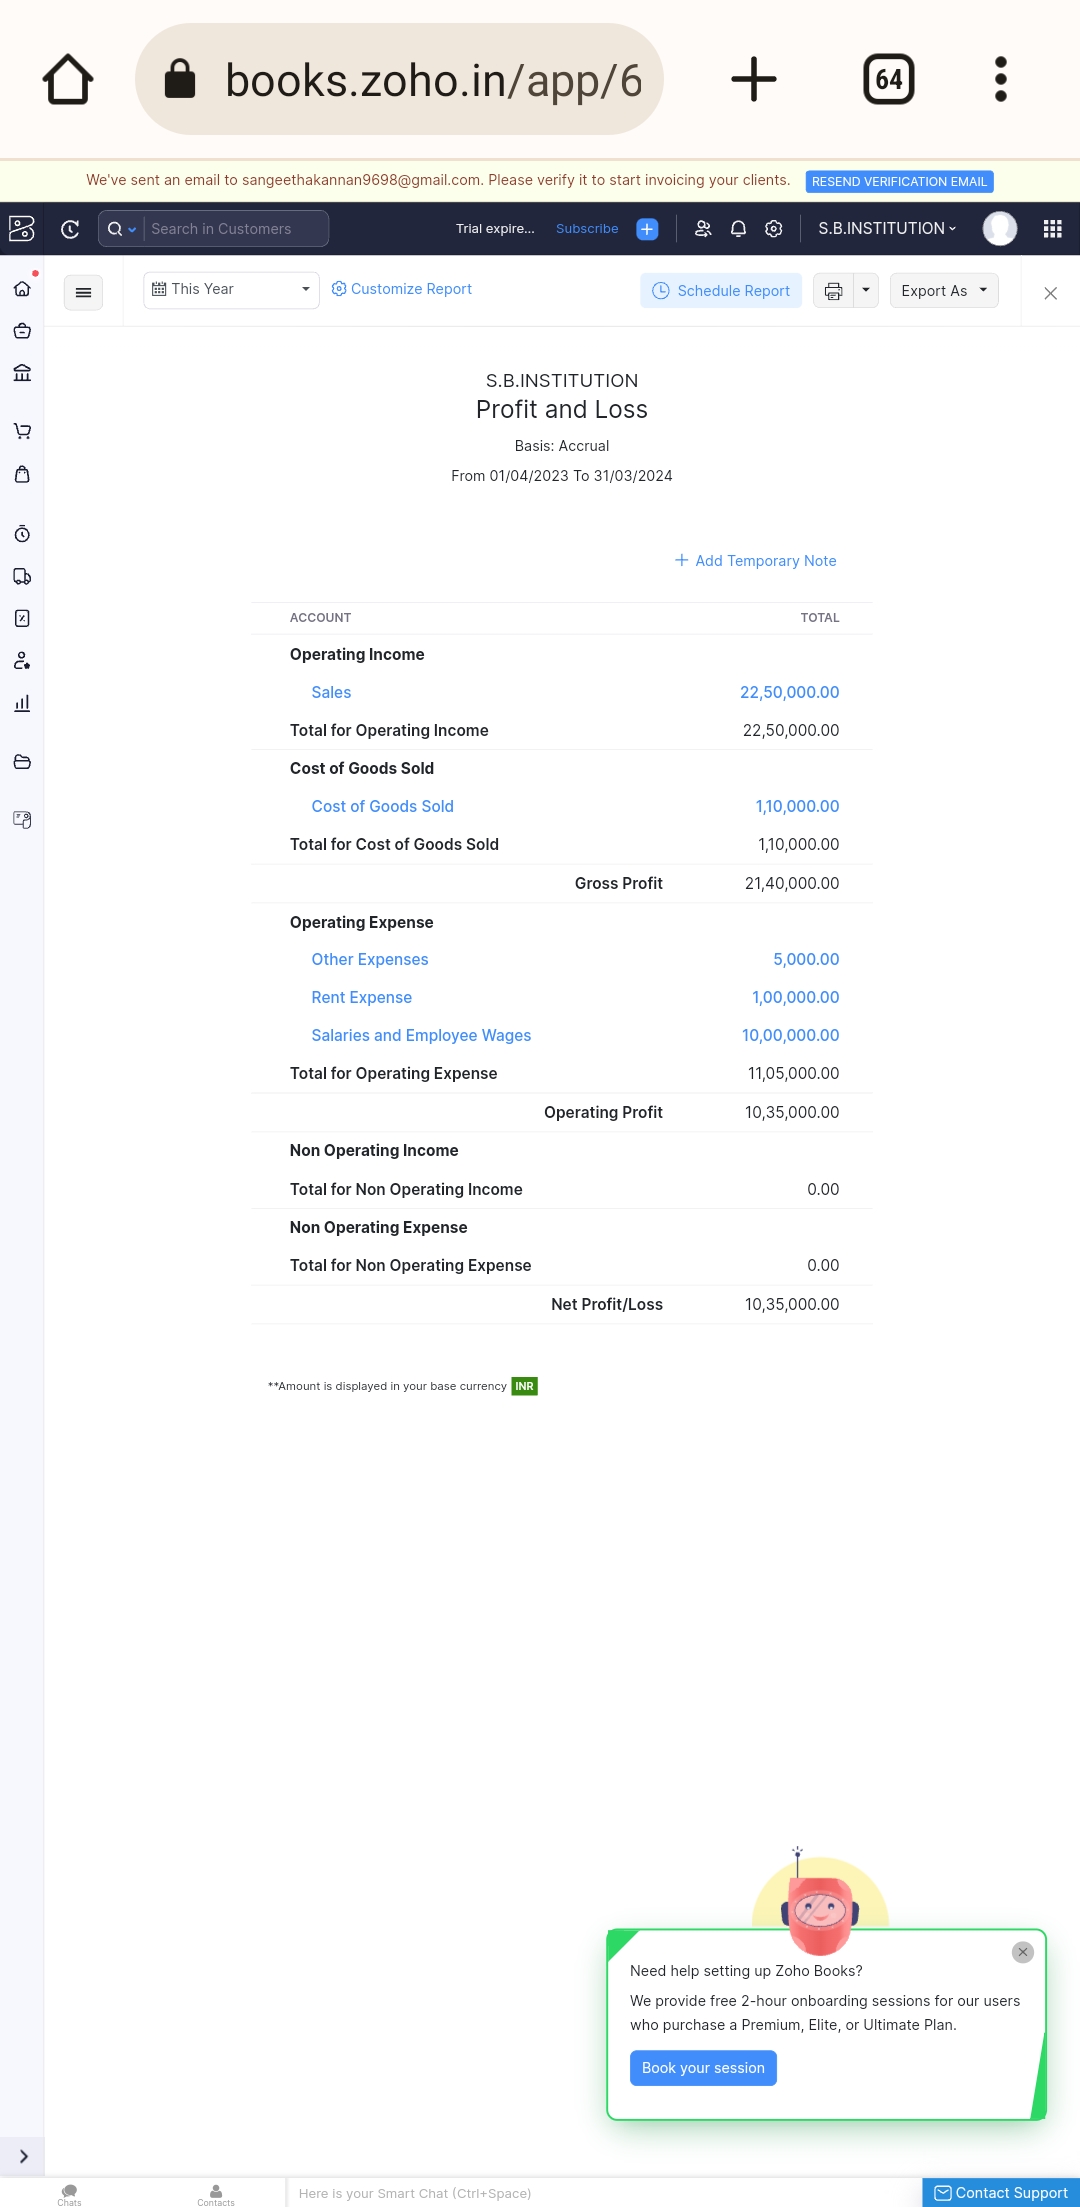 books.zoho.in/app/6
64
We've sent an email to sangeethakannan9698@gmail.com. Please verify it to start invoicing your clients. RESEND VERIFICATION EMAIL
Search in Customers Trial expire... Subscribe S.B.INSTITUTION
This Year Customize Report Schedule Report Export As
S.B.INSTITUTION
Profit and Loss
Basis: Accrual
From 01/04/2023 To 31/03/2024
Add Temporary Note
ACCOUNT TOTAL
Operating Income
Sales 22,50,000.00
Total for Operating Income 22,50,000.00
Cost of Goods Sold
Cost of Goods Sold 1,10,000.00
Total for Cost of Goods Sold 1,10,000.00
Gross Profit 21,40,000.00
Operating Expense
Other Expenses 5,000.00
Rent Expense 1,00,000.00
Salaries and Employee Wages 10,00,000.00
Total for Operating Expense 11,05,000.00
Operating Profit 10,35,000.00
Non Operating Income
Total for Non Operating Income 0.00
Non Operating Expense
Total for Non Operating Expense 0.00
Net Profit/Loss 10,35,000.00
**Amount is displayed in your base currency INR
Need help setting up Zoho Books?
We provide free 2-hour onboarding sessions for our users
who purchase a Premium, Elite, or Ultimate Plan.
Book your session
Chats Contacts Here is your Smart Chat (Ctrl+Space) Contact Support